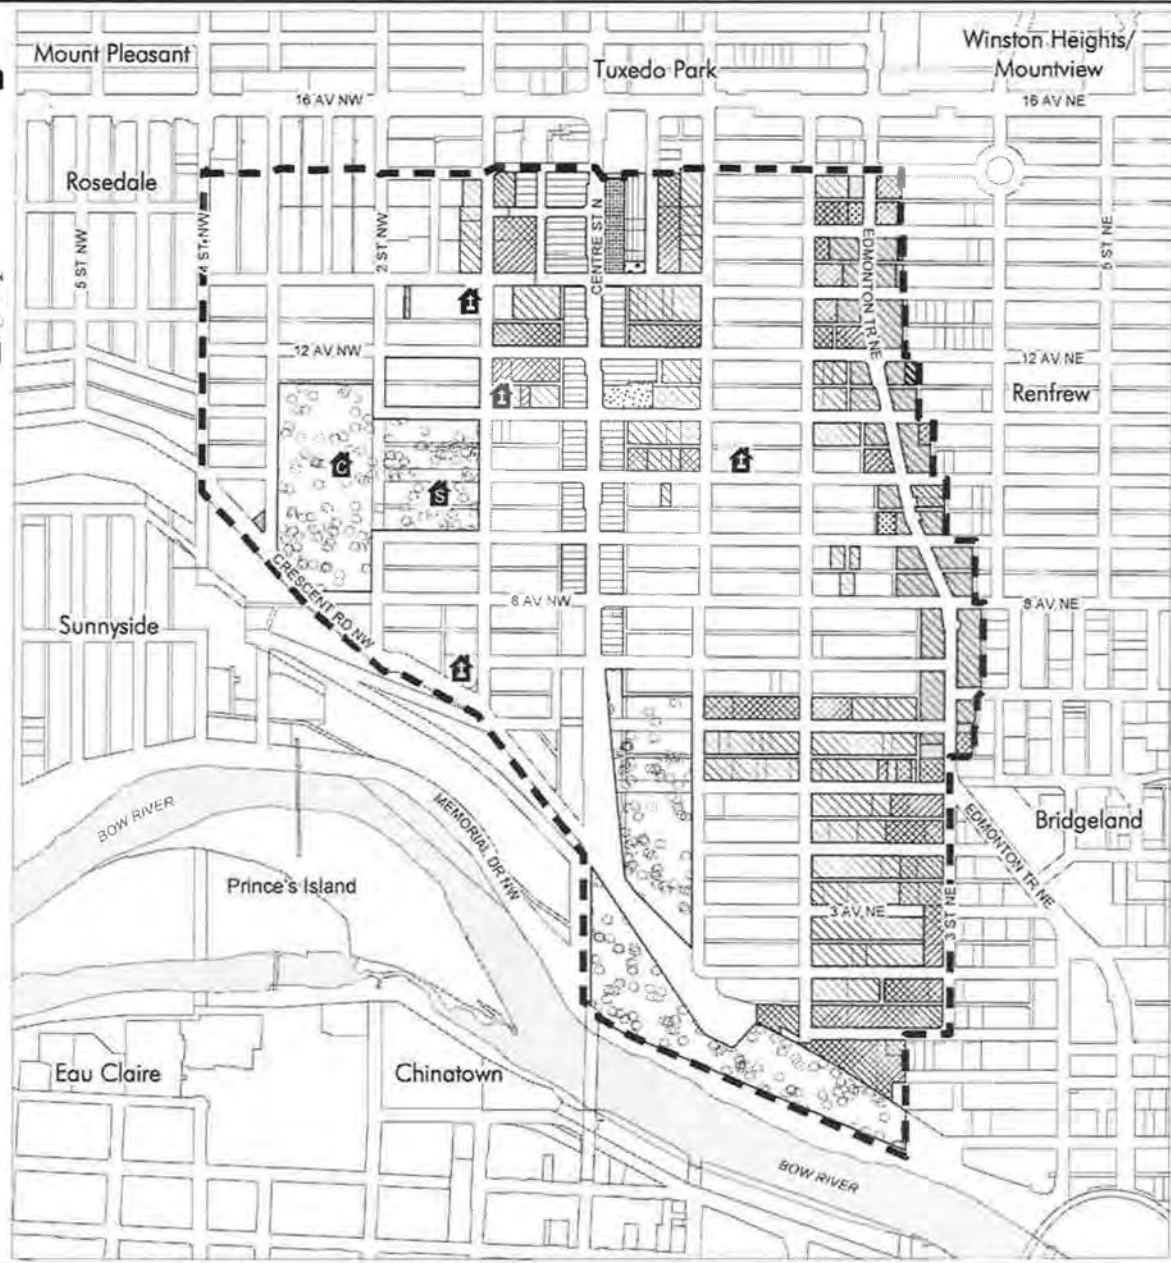 Mount Pleasant
Tuxedo Park
Winston Heights/
Mountview
16 AV NW
16 AV NE
Rosedale
5 ST NW
4 ST NW
2 ST NW
CENTRE ST N
EDMONTON TR NE
5 ST NE
I
12 AV NW
12 AV NE
I
Renfrew
C
S
I
CRESCENT RD NW
8 AV NW
8 AV NE
Sunnyside
I
BOW RIVER
MEMORIAL DR NW
EDMONTON TR NE
Bridgeland
Prince's Island
3 AV NE
3 ST NE
Eau Claire
Chinatown
BOW RIVER